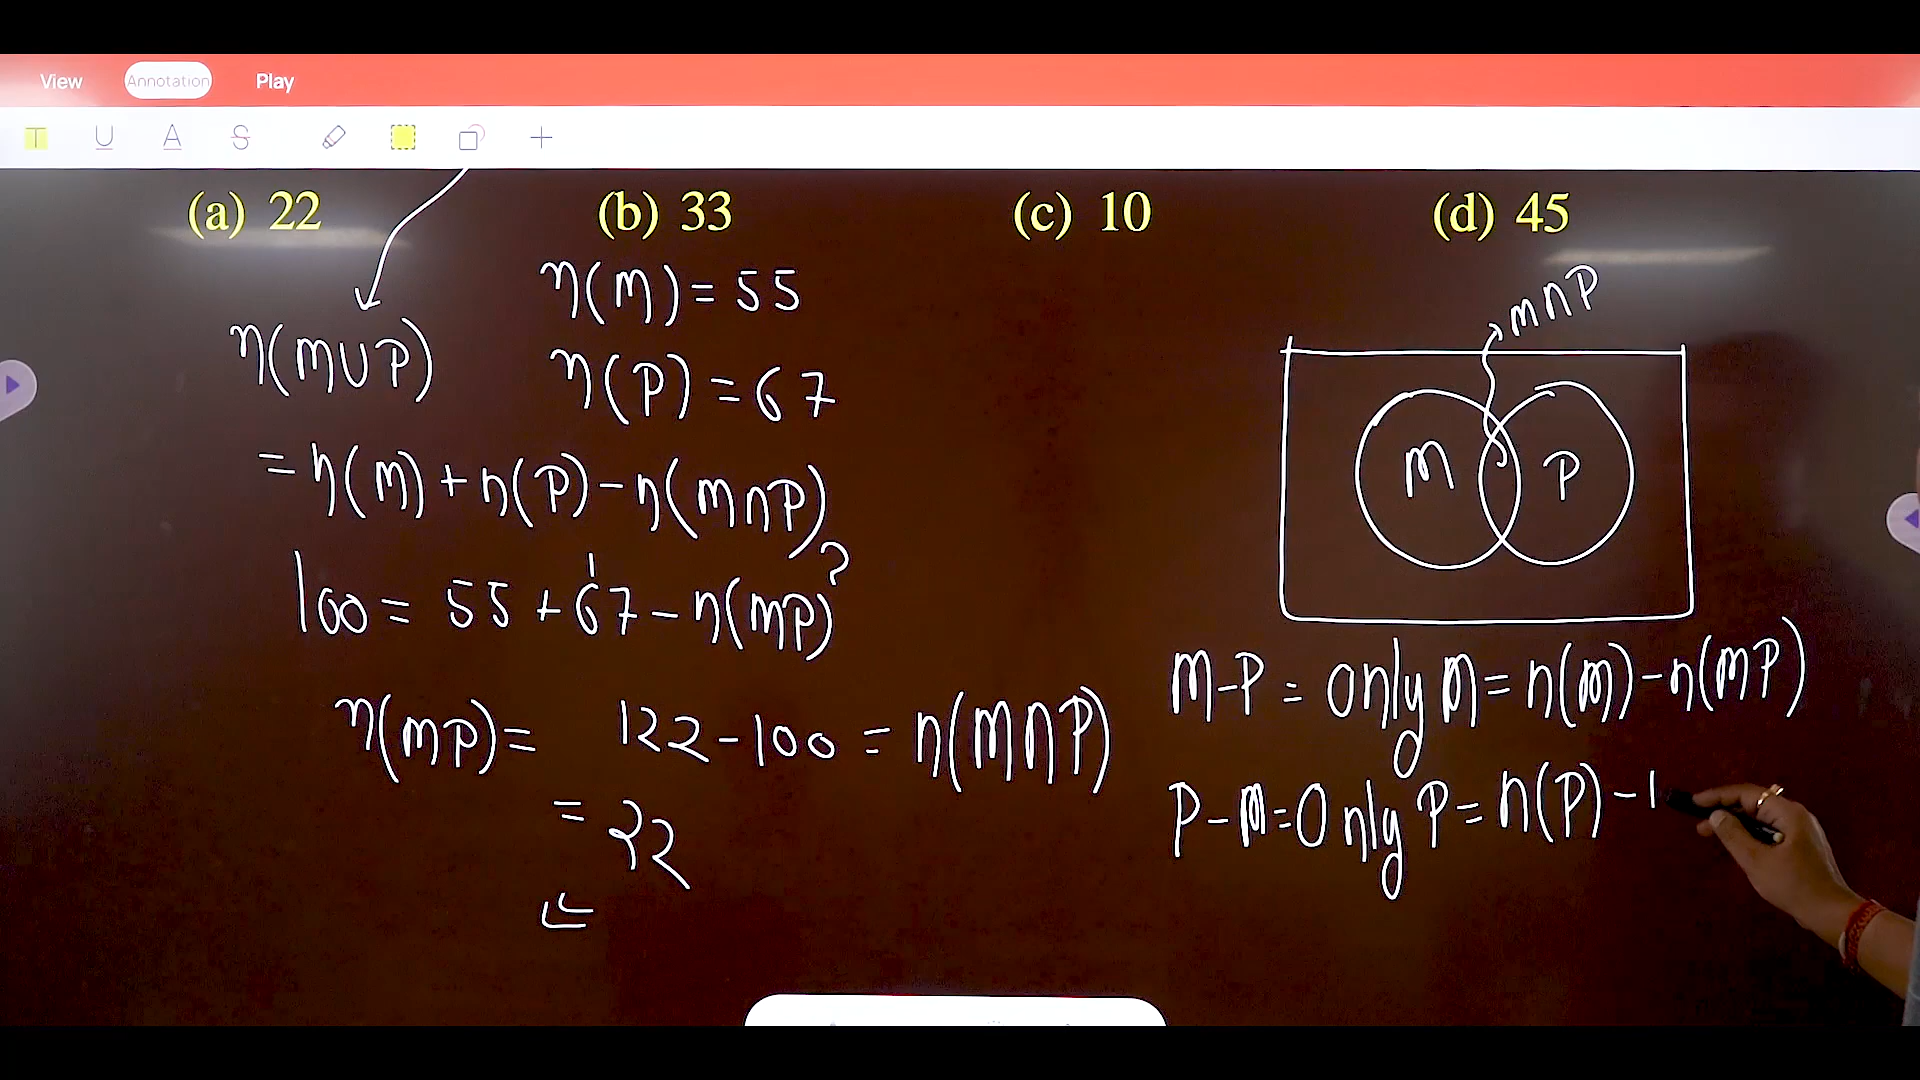 View Annotation Play
T U A S
(a) 22 (b) 33 (c) 10 (d) 45
η(M) = 55
η(P) = 67
η(M∪P)
= η(M) + η(P) - η(M∩P)
100 = 55 + 67 - η(MP)?
η(MP) = 122 - 100 = η(M∩P)
= 22
M∩P
M P
M-P = Only M = η(M) - η(MP)
P-M = Only P = η(P) -